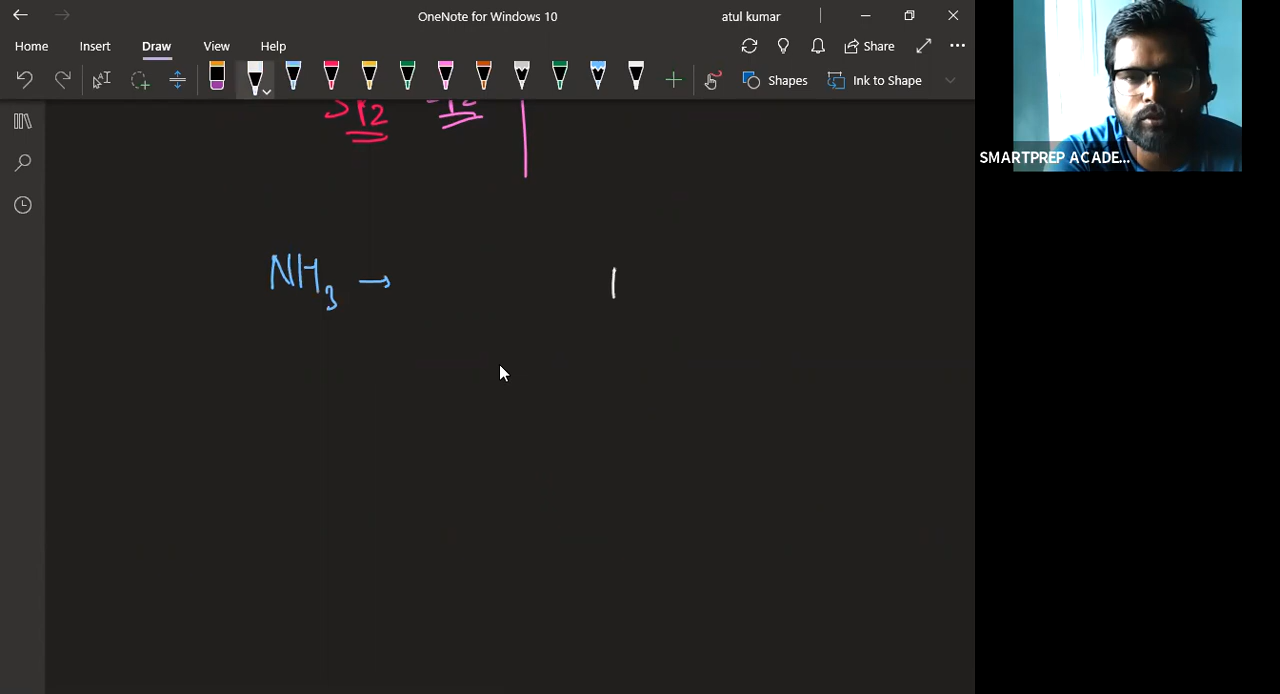 OneNote for Windows 10
atul kumar
Home Insert Draw View Help
Share
Shapes
Ink to Shape
SMARTPREP ACADE...
NH₃ →